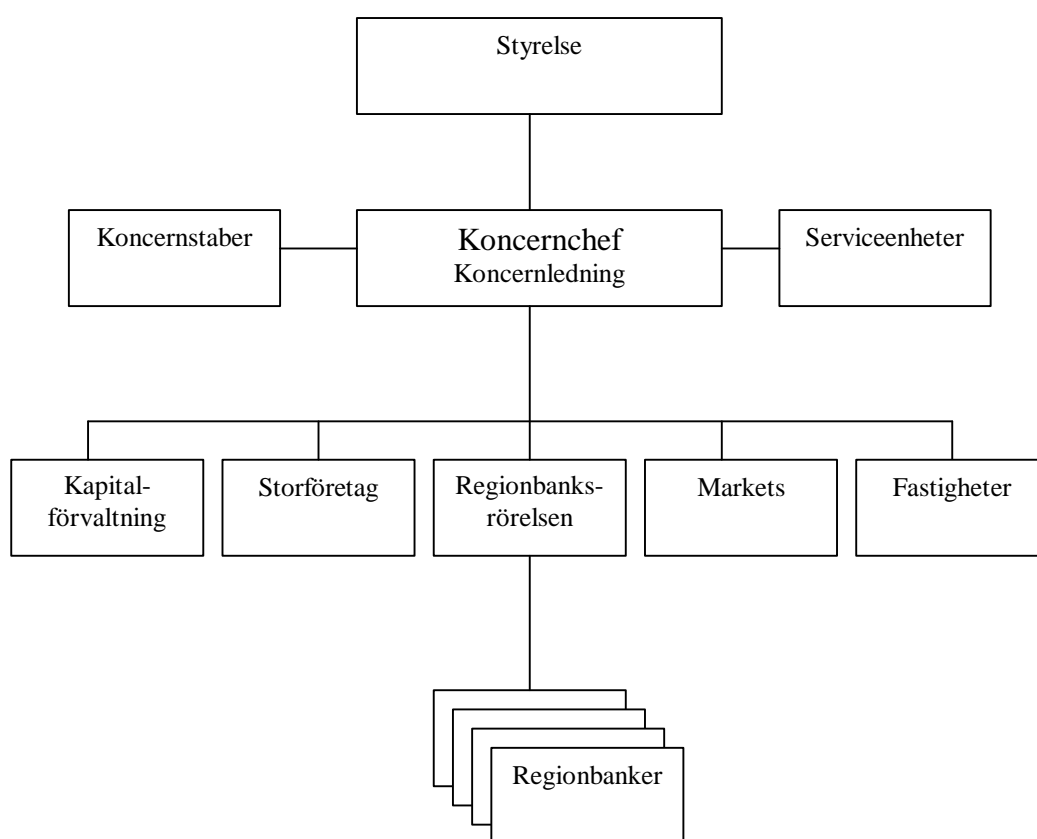 Styrelse
Koncernstaber
Koncernchef
Koncernledning
Serviceenheter
Kapital-
förvaltning
Storföretag
Regionbanks-
rörelsen
Markets
Fastigheter
Regionbanker